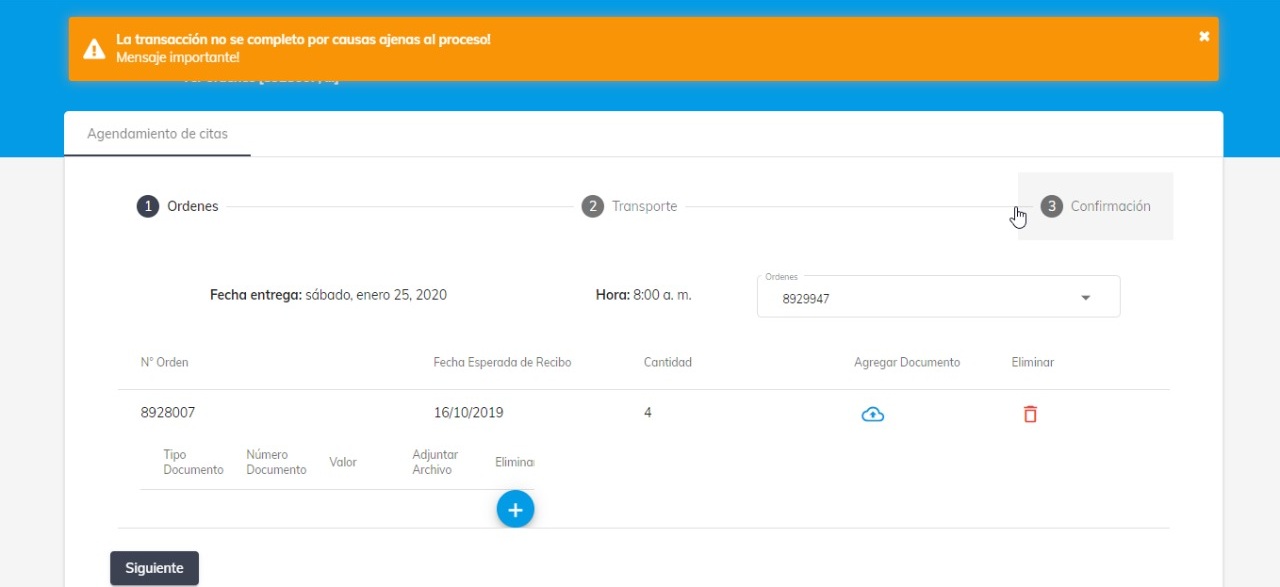 La transacción no se completo por causas ajenas al proceso!
Mensaje importante!
Agendamiento de citas
1 Ordenes
2 Transporte
3 Confirmación
Fecha entrega: sábado, enero 25, 2020
Hora: 8:00 a. m.
Ordenes
8929947
N° Orden Fecha Esperada de Recibo Cantidad Agregar Documento Eliminar
8928007 16/10/2019 4
Tipo Documento
Número Documento
Valor
Adjuntar Archivo
Elimina
+
Siguiente